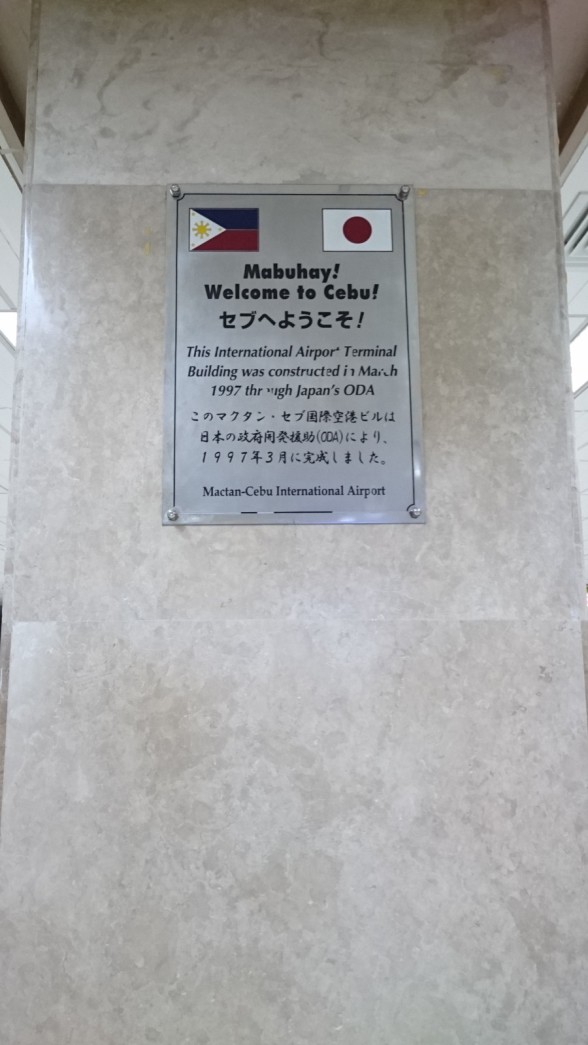 Mabuhay!
Welcome to Cebu!
セブへようこそ!
This International Airport Terminal
Building was constructed in March
1997 through Japan's ODA
このマクタン・セブ国際空港ビルは
日本の政府開発援助(ODA)により、
1997年3月に完成しました。
Mactan-Cebu International Airport